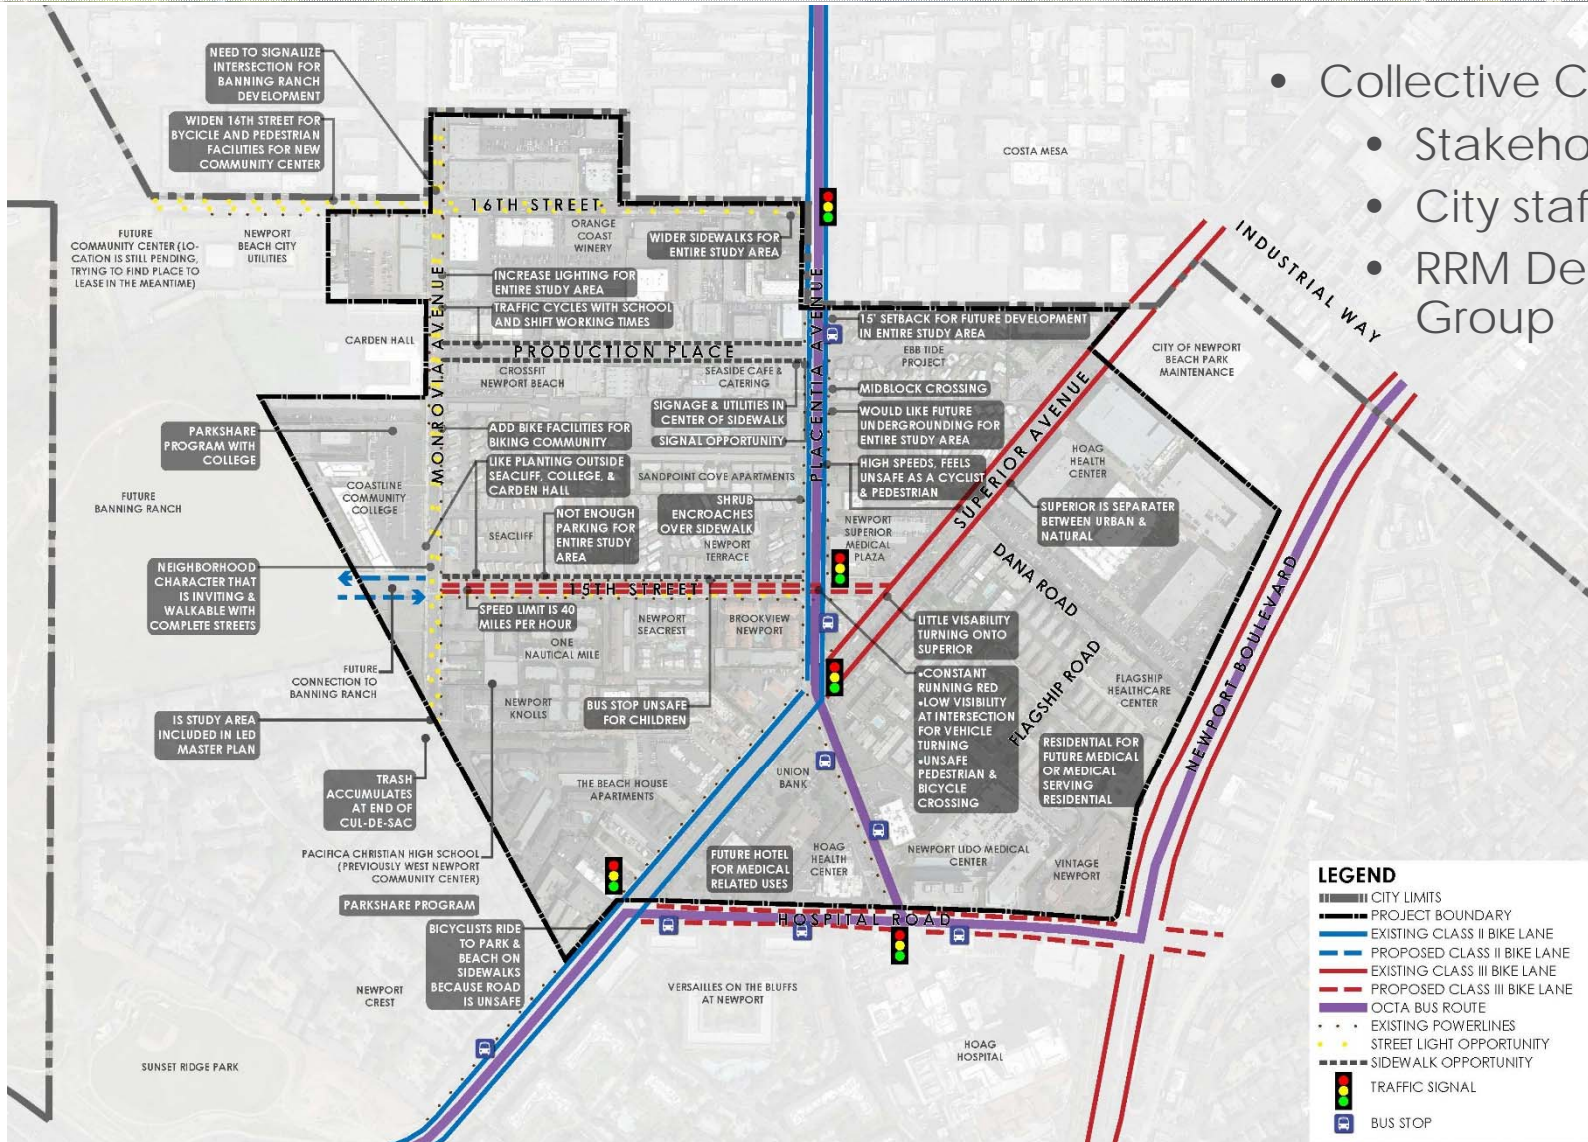 • Collective C
• Stakeho
• City staf
• RRM De
Group
NEED TO SIGNALIZE
INTERSECTION FOR
BANNING RANCH
DEVELOPMENT
WIDEN 16TH STREET FOR
BYCICLE AND PEDESTRIAN
FACILITIES FOR NEW
COMMUNITY CENTER
COSTA MESA
16TH STREET
FUTURE
COMMUNITY CENTER (LO-
CATION IS STILL PENDING,
TRYING TO FIND PLACE TO
LEASE IN THE MEANTIME)
NEWPORT
BEACH CITY
UTILITIES
ORANGE
COAST
WINERY
WIDER SIDEWALKS FOR
ENTIRE STUDY AREA
INDUSTRIAL WAY
MONROVIA AVENUE
INCREASE LIGHTING FOR
ENTIRE STUDY AREA
TRAFFIC CYCLES WITH SCHOOL
AND SHIFT WORKING TIMES
PLACENTIA AVENUE
15' SETBACK FOR FUTURE DEVELOPMENT
IN ENTIRE STUDY AREA
CARDEN HALL
PRODUCTION PLACE
EBB TIDE
PROJECT
CITY OF NEWPORT
BEACH PARK
MAINTENANCE
CROSSFIT
NEWPORT BEACH
SEASIDE CAFE &
CATERING
MIDBLOCK CROSSING
SUPERIOR AVENUE
SIGNAGE & UTILITIES IN
CENTER OF SIDEWALK
WOULD LIKE FUTURE
UNDERGROUNDING FOR
ENTIRE STUDY AREA
SIGNAL OPPORTUNITY
PARKSHARE
PROGRAM WITH
COLLEGE
ADD BIKE FACILITIES FOR
BIKING COMMUNITY
LIKE PLANTING OUTSIDE
SEACLIFF, COLLEGE, &
CARDEN HALL
SANDPOINT COVE APARTMENTS
HIGH SPEEDS, FEELS
UNSAFE AS A CYCLIST
& PEDESTRIAN
HOAG
HEALTH
CENTER
FUTURE
BANNING RANCH
COASTLINE
COMMUNITY
COLLEGE
SHRUB
ENCROACHES
OVER SIDEWALK
SUPERIOR IS SEPARATER
BETWEEN URBAN &
NATURAL
NOT ENOUGH
PARKING FOR
ENTIRE STUDY
AREA
SEACLIFF
NEWPORT
TERRACE
NEWPORT
SUPERIOR
MEDICAL
PLAZA
DANA ROAD
NEIGHBORHOOD
CHARACTER THAT
IS INVITING &
WALKABLE WITH
COMPLETE STREETS
15TH STREET
NEWPORT BOULEVARD
SPEED LIMIT IS 40
MILES PER HOUR
NEWPORT
SEACREST
BROOKVIEW
NEWPORT
LITTLE VISABILITY
TURNING ONTO
SUPERIOR
ONE
NAUTICAL MILE
FUTURE
CONNECTION TO
BANNING RANCH
•CONSTANT
RUNNING RED
•LOW VISIBILITY
AT INTERSECTION
FOR VEHICLE
TURNING
•UNSAFE
PEDESTRIAN &
BICYCLE
CROSSING
FLAGSHIP ROAD
FLAGSHIP
HEALTHCARE
CENTER
NEWPORT
KNOLLS
BUS STOP UNSAFE
FOR CHILDREN
IS STUDY AREA
INCLUDED IN LED
MASTER PLAN
RESIDENTIAL FOR
FUTURE MEDICAL
OR MEDICAL
SERVING
RESIDENTIAL
TRASH
ACCUMULATES
AT END OF
CUL-DE-SAC
THE BEACH HOUSE
APARTMENTS
UNION
BANK
PACIFICA CHRISTIAN HIGH SCHOOL
(PREVIOUSLY WEST NEWPORT
COMMUNITY CENTER)
FUTURE HOTEL
FOR MEDICAL
RELATED USES
HOAG
HEALTH
CENTER
NEWPORT LIDO MEDICAL
CENTER
VINTAGE
NEWPORT
PARKSHARE PROGRAM
HOSPITAL ROAD
BICYCLISTS RIDE
TO PARK &
BEACH ON
SIDEWALKS
BECAUSE ROAD
IS UNSAFE
NEWPORT
CREST
VERSAILLES ON THE BLUFFS
AT NEWPORT
SUNSET RIDGE PARK
HOAG
HOSPITAL
LEGEND
CITY LIMITS
PROJECT BOUNDARY
EXISTING CLASS II BIKE LANE
PROPOSED CLASS II BIKE LANE
EXISTING CLASS III BIKE LANE
PROPOSED CLASS III BIKE LANE
OCTA BUS ROUTE
EXISTING POWERLINES
STREET LIGHT OPPORTUNITY
SIDEWALK OPPORTUNITY
TRAFFIC SIGNAL
BUS STOP